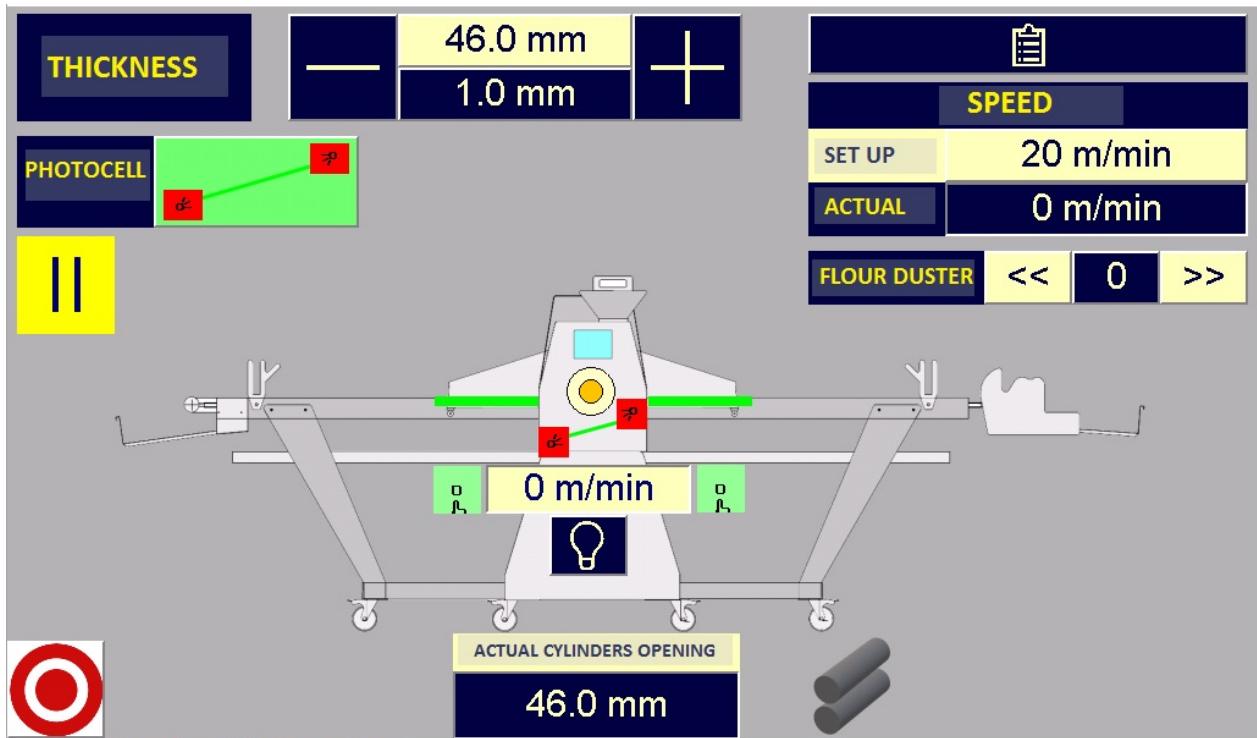 THICKNESS
46.0 mm
1.0 mm
SPEED
PHOTOCELL
SET UP
20 m/min
ACTUAL
0 m/min
FLOUR DUSTER
<<
0
>>
0 m/min
ACTUAL CYLINDERS OPENING
46.0 mm